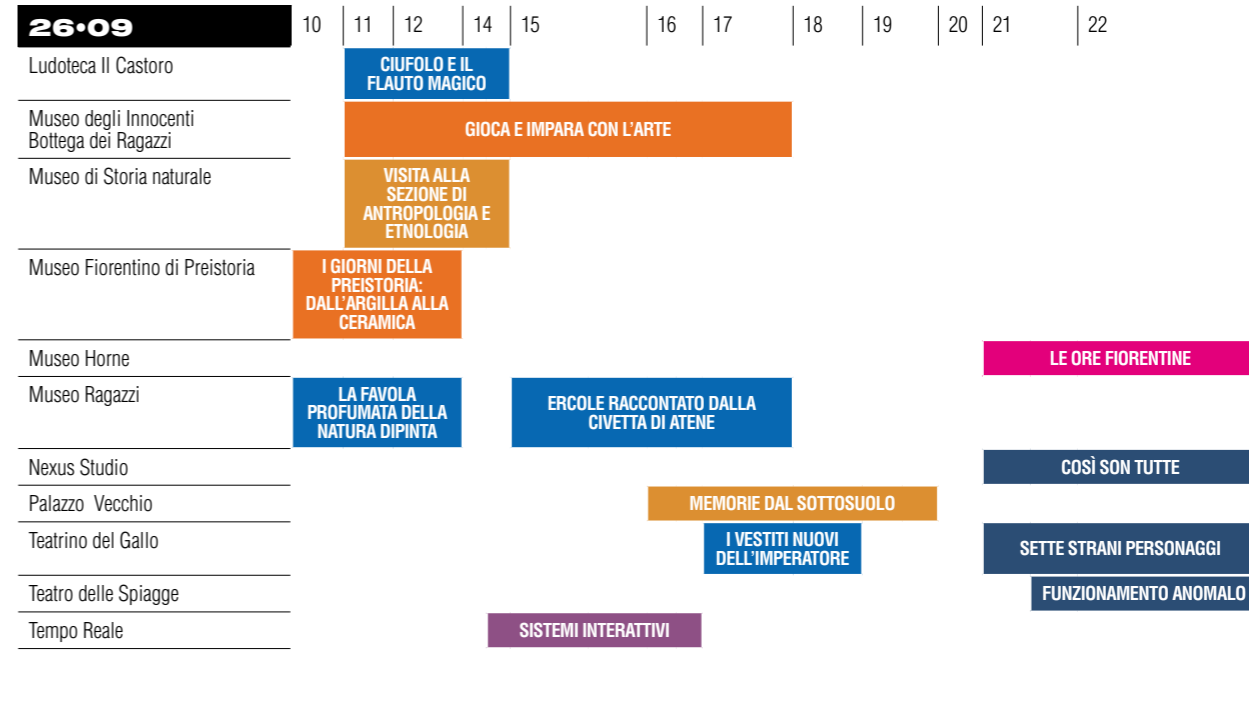 26•09 10 11 12 14 15 16 17 18 19 20 21 22
Ludoteca Il Castoro
CIUFOLO E IL
FLAUTO MAGICO
Museo degli Innocenti
Bottega dei Ragazzi
GIOCA E IMPARA CON L'ARTE
Museo di Storia naturale
VISITA ALLA
SEZIONE DI
ANTROPOLOGIA E
ETNOLOGIA
Museo Fiorentino di Preistoria
I GIORNI DELLA
PREISTORIA:
DALL'ARGILLA ALLA
CERAMICA
Museo Horne
LE ORE FIORENTINE
Museo Ragazzi
LA FAVOLA
PROFUMATA DELLA
NATURA DIPINTA
ERCOLE RACCONTATO DALLA
CIVETTA DI ATENE
Nexus Studio
COSÌ SON TUTTE
Palazzo Vecchio
MEMORIE DAL SOTTOSUOLO
Teatrino del Gallo
I VESTITI NUOVI
DELL'IMPERATORE
SETTE STRANI PERSONAGGI
Teatro delle Spiagge
FUNZIONAMENTO ANOMALO
Tempo Reale
SISTEMI INTERATTIVI